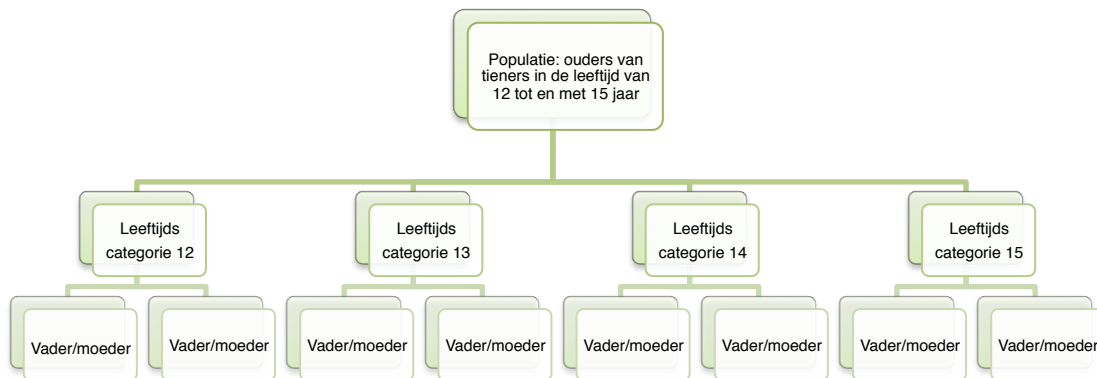 Populatie: ouders van
tieners in de leeftijd van
12 tot en met 15 jaar
Leeftijds
categorie 12
Leeftijds
categorie 13
Leeftijds
categorie 14
Leeftijds
categorie 15
Vader/moeder
Vader/moeder
Vader/moeder
Vader/moeder
Vader/moeder
Vader/moeder
Vader/moeder
Vader/moeder